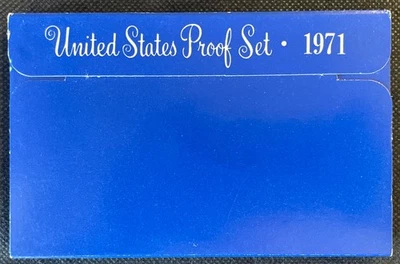 United States Proof Set · 1971